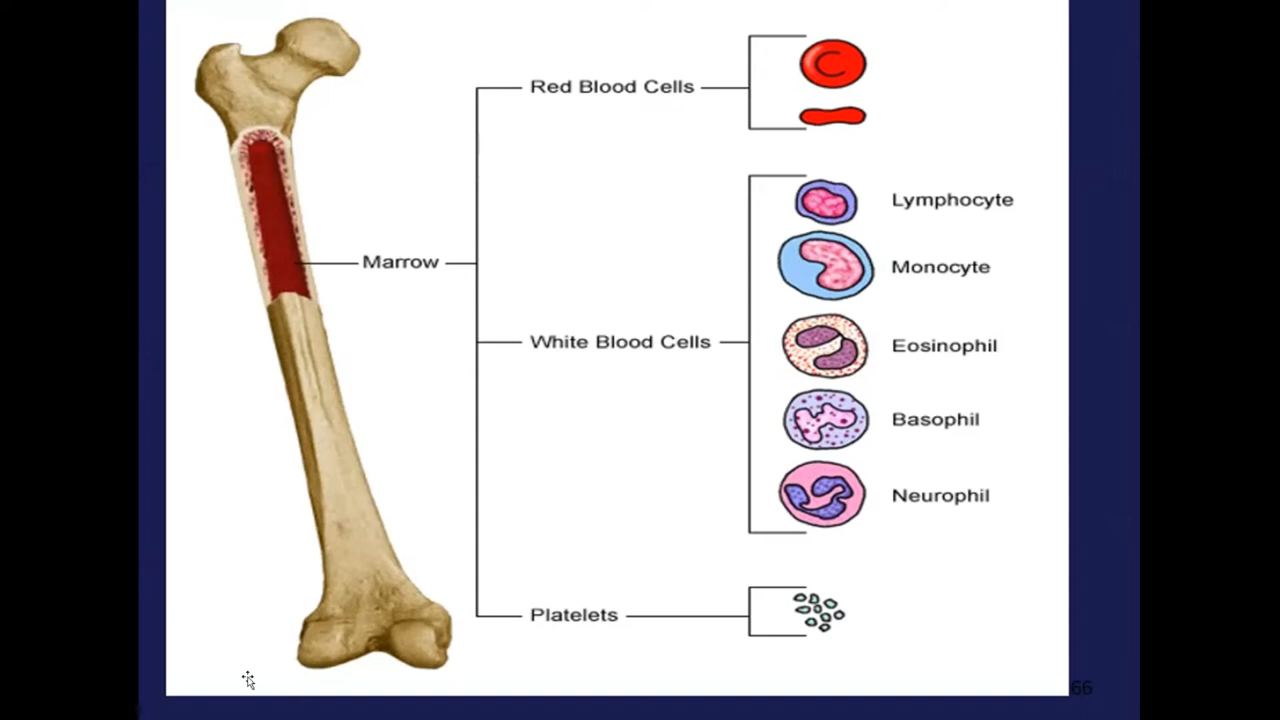 Red Blood Cells
Lymphocyte
Monocyte
Marrow
White Blood Cells
Eosinophil
Basophil
Neurophil
Platelets
66